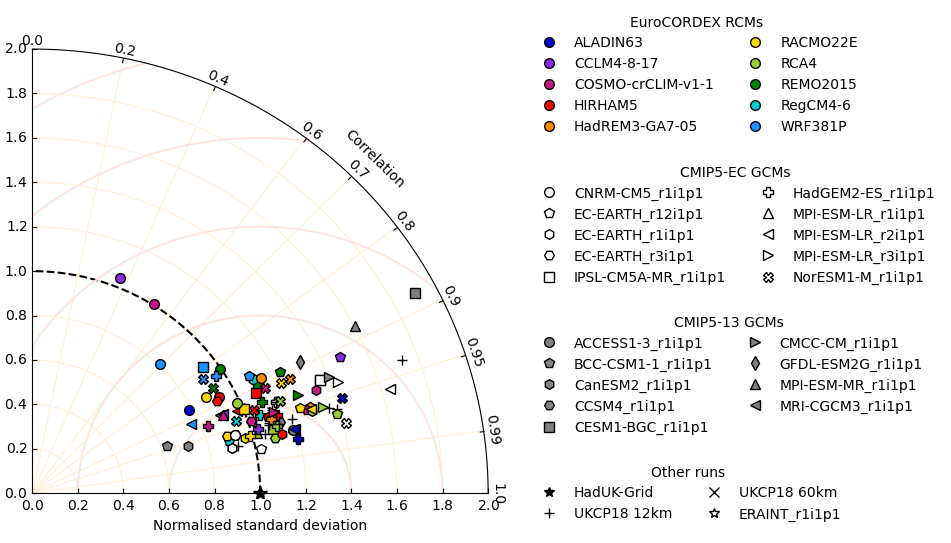 EuroCORDEX RCMs
ALADIN63
RACMO22E
CCLM4-8-17
RCA4
COSMO-crCLIM-v1-1
REMO2015
HIRHAM5
RegCM4-6
HadREM3-GA7-05
WRF381P
CMIP5-EC GCMs
CNRM-CM5_r1i1p1
HadGEM2-ES_r1i1p1
EC-EARTH_r12i1p1
MPI-ESM-LR_r1i1p1
EC-EARTH_r1i1p1
MPI-ESM-LR_r2i1p1
EC-EARTH_r3i1p1
MPI-ESM-LR_r3i1p1
IPSL-CM5A-MR_r1i1p1
NorESM1-M_r1i1p1
CMIP5-13 GCMs
ACCESS1-3_r1i1p1
CMCC-CM_r1i1p1
BCC-CSM1-1_r1i1p1
GFDL-ESM2G_r1i1p1
CanESM2_r1i1p1
MPI-ESM-MR_r1i1p1
CCSM4_r1i1p1
MRI-CGCM3_r1i1p1
CESM1-BGC_r1i1p1
Other runs
HadUK-Grid
UKCP18 60km
UKCP18 12km
ERAINT_r1i1p1
0.0
0.2
0.4
0.6
Correlation
0.7
0.8
0.9
0.95
0.99
1.0
2.0
1.8
1.6
1.4
1.2
1.0
0.8
0.6
0.4
0.2
0.0
0.0 0.2 0.4 0.6 0.8 1.0 1.2 1.4 1.6 1.8 2.0
Normalised standard deviation